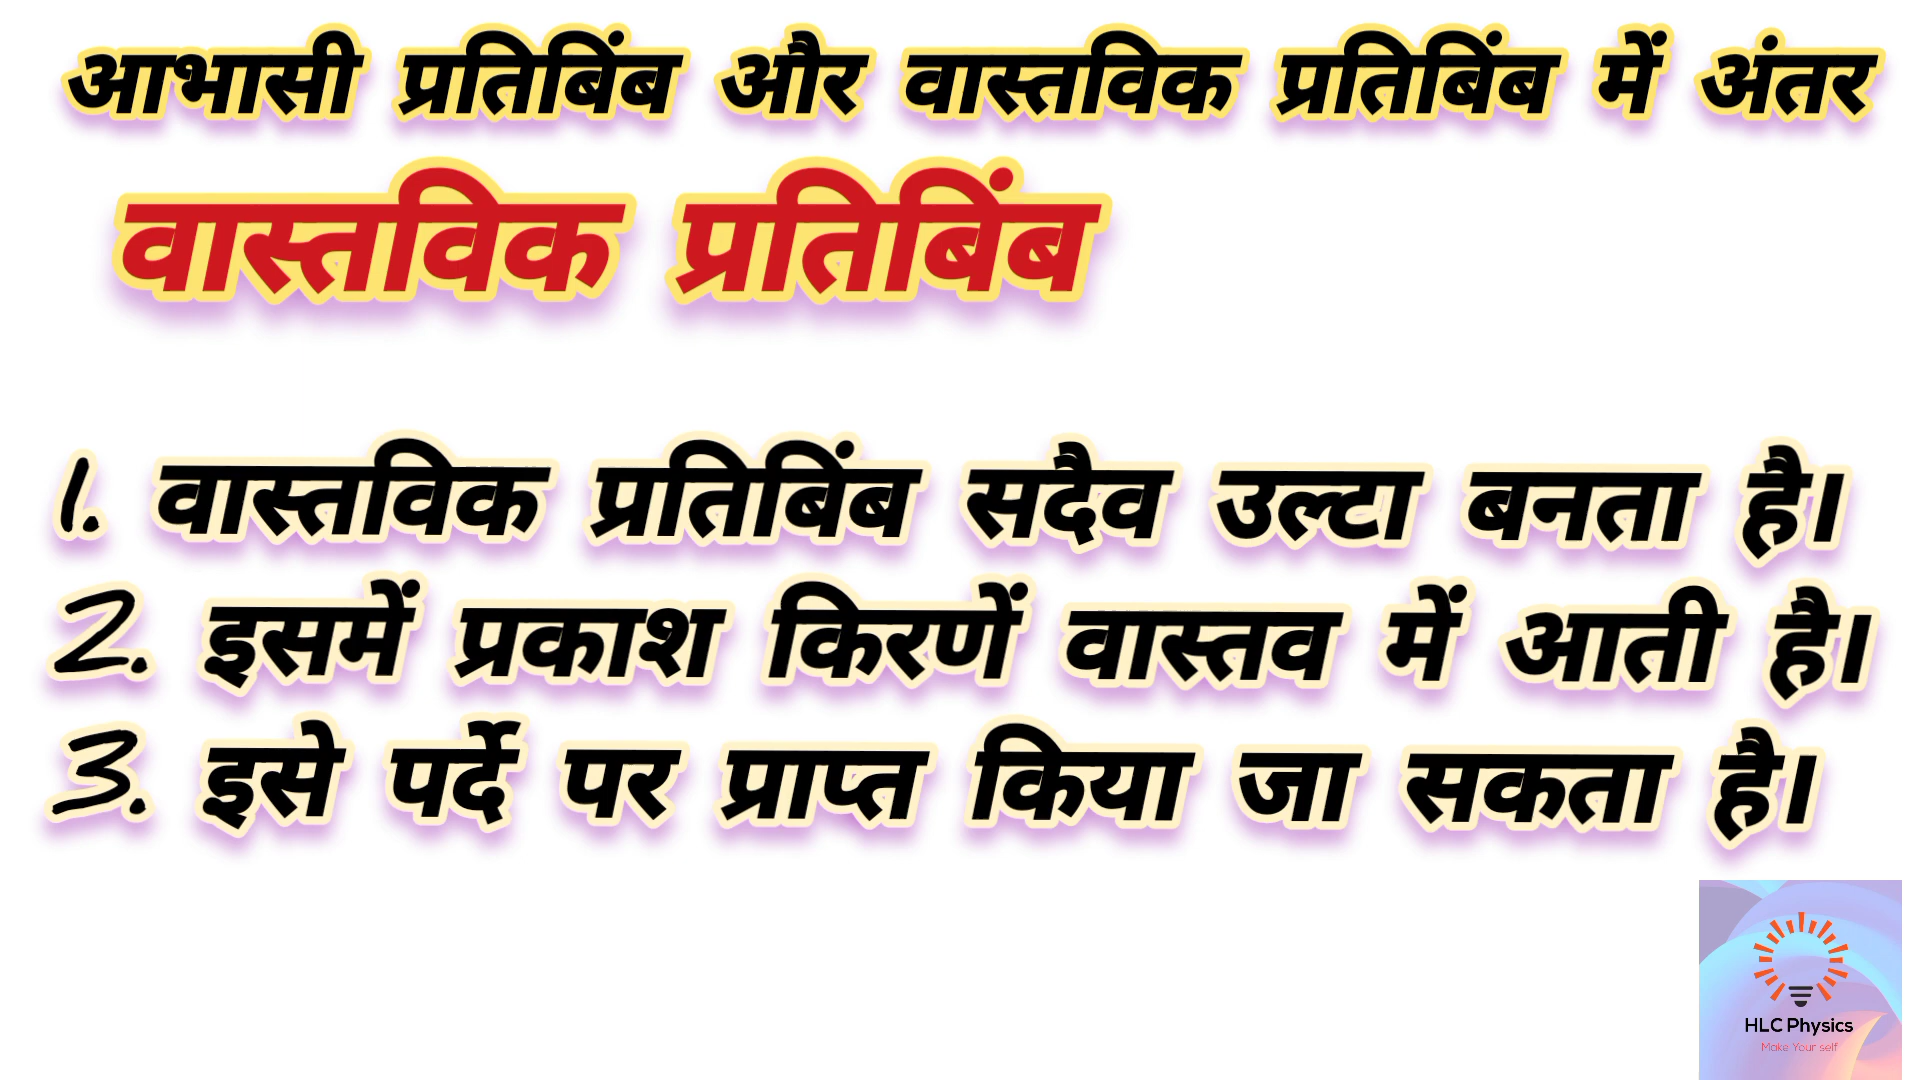 आभासी प्रतिबिंब और वास्तविक प्रतिबिंब में अंतर
वास्तविक प्रतिबिंब
1. वास्तविक प्रतिबिंब सदैव उल्टा बनता है।
2. इसमें प्रकाश किरणें वास्तव में आती है।
3. इसे पर्दे पर प्राप्त किया जा सकता है।
HLC Physics
Make Your self